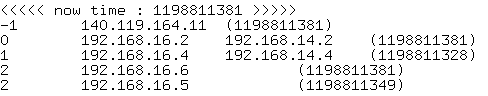 <<<<< now time : 1198811381 >>>>>
-1 140.119.164.11 (1198811381)
0 192.168.16.2 192.168.14.2 (1198811381)
1 192.168.16.4 192.168.14.4 (1198811328)
2 192.168.16.6 (1198811381)
2 192.168.16.5 (1198811349)